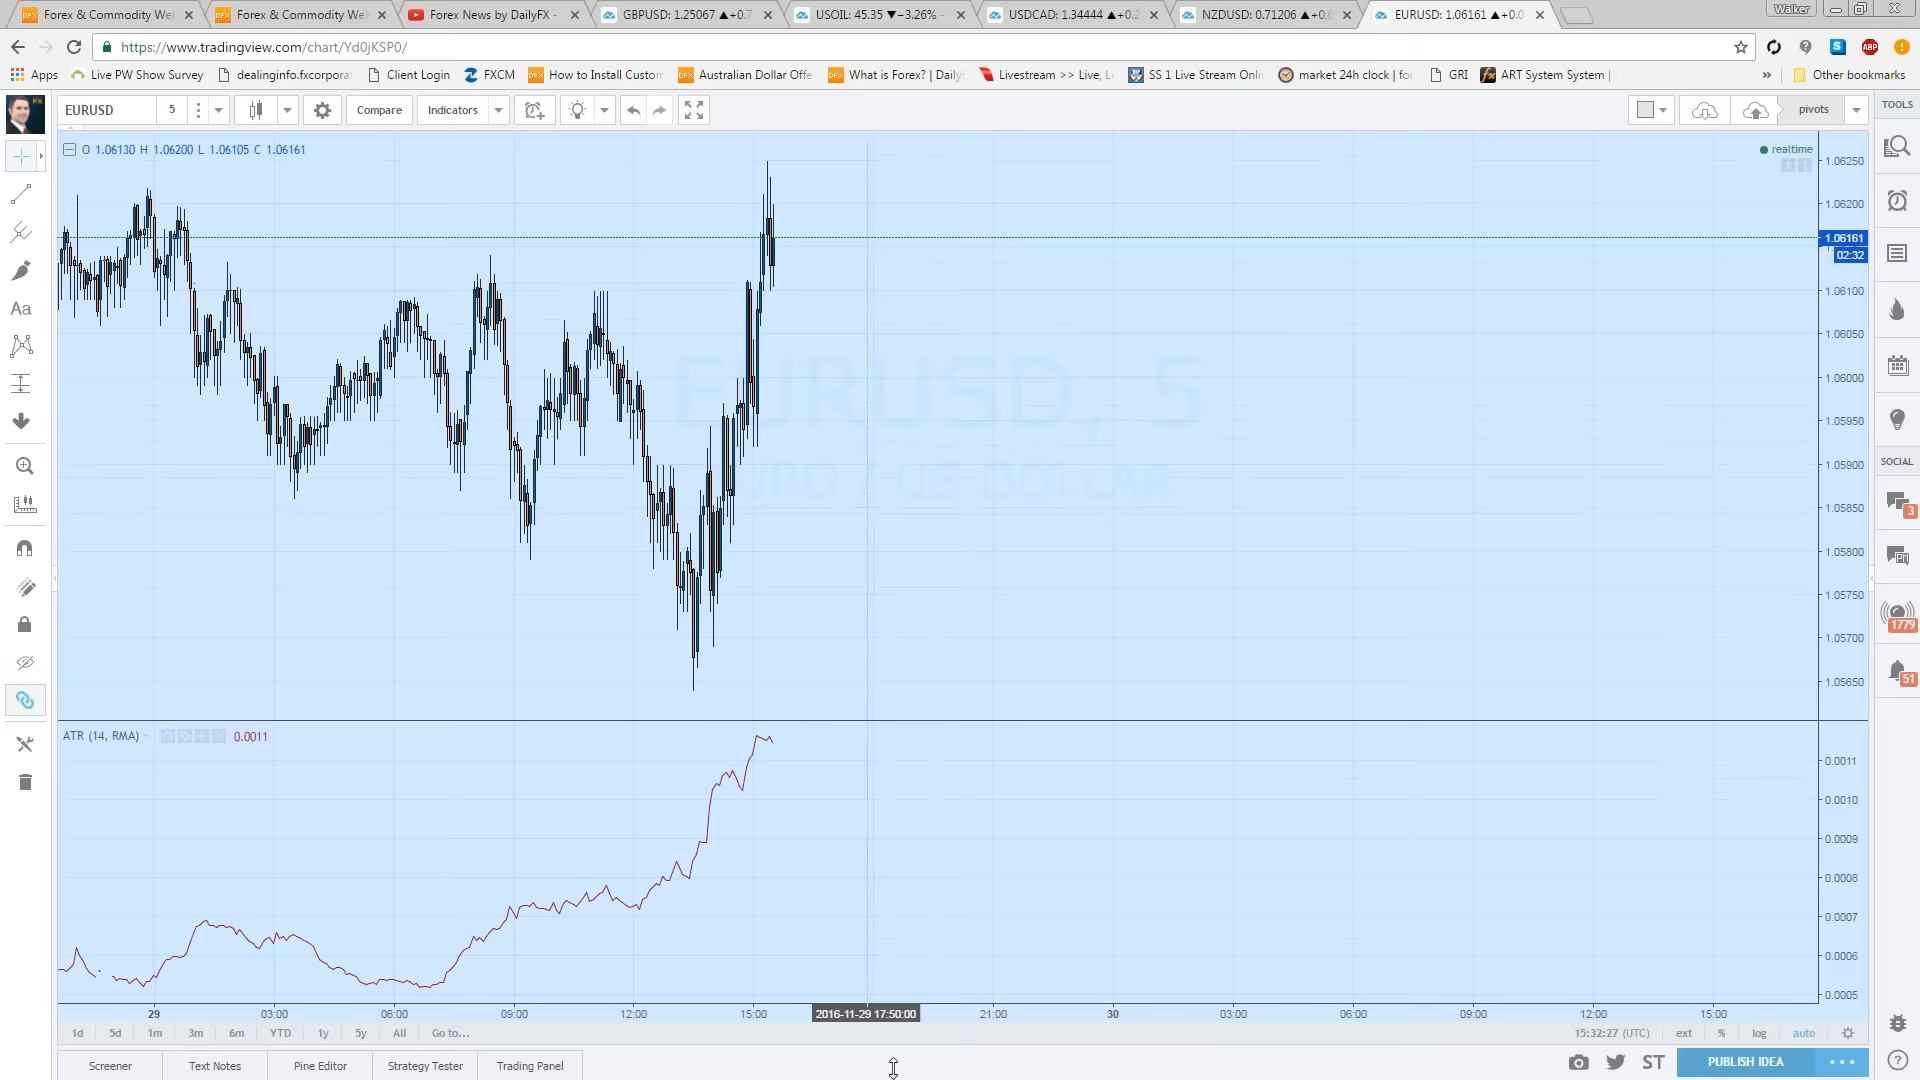 Forex & Commodity Wel
Forex & Commodity Wel
Forex News by DailyFX -
GBPUSD: 1.25067 ▲+0.7
USOIL: 45.35 ▼−3.26% -
USDCAD: 1.34444 ▲+0.2
NZDUSD: 0.71206 ▲+0.6
EURUSD: 1.06161 ▲+0.0
Walker
https://www.tradingview.com/chart/Yd0jKSP0/
Apps
Live PW Show Survey
dealinginfo.fxcorpora
Client Login
FXCM
How to Install Custom
Australian Dollar Offe
What is Forex? | Daily
Livestream >> Live, L
SS 1 Live Stream Onli
market 24h clock | fo
GRI
ART System System |
» Other bookmarks
EURUSD 5 Compare Indicators pivots TOOLS
O 1.06130 H 1.06200 L 1.06105 C 1.06161
realtime
1.06250
1.06200
1.06161
02:32
1.06100
1.06050
1.06000
1.05950
1.05900
1.05850
1.05800
1.05750
1.05700
1.05650
EURUSD, 5
EURO / US DOLLAR
Aa
SOCIAL
3
1779
51
ATR (14, RMA) 0.0011
0.0011
0.0010
0.0009
0.0008
0.0007
0.0006
0.0005
29 03:00 06:00 09:00 12:00 15:00 2016-11-29 17:50:00 21:00 30 03:00 06:00 09:00 12:00 15:00
1d 5d 1m 3m 6m YTD 1y 5y All Go to... 15:32:27 (UTC) ext % log auto
Screener Text Notes Pine Editor Strategy Tester Trading Panel ST PUBLISH IDEA